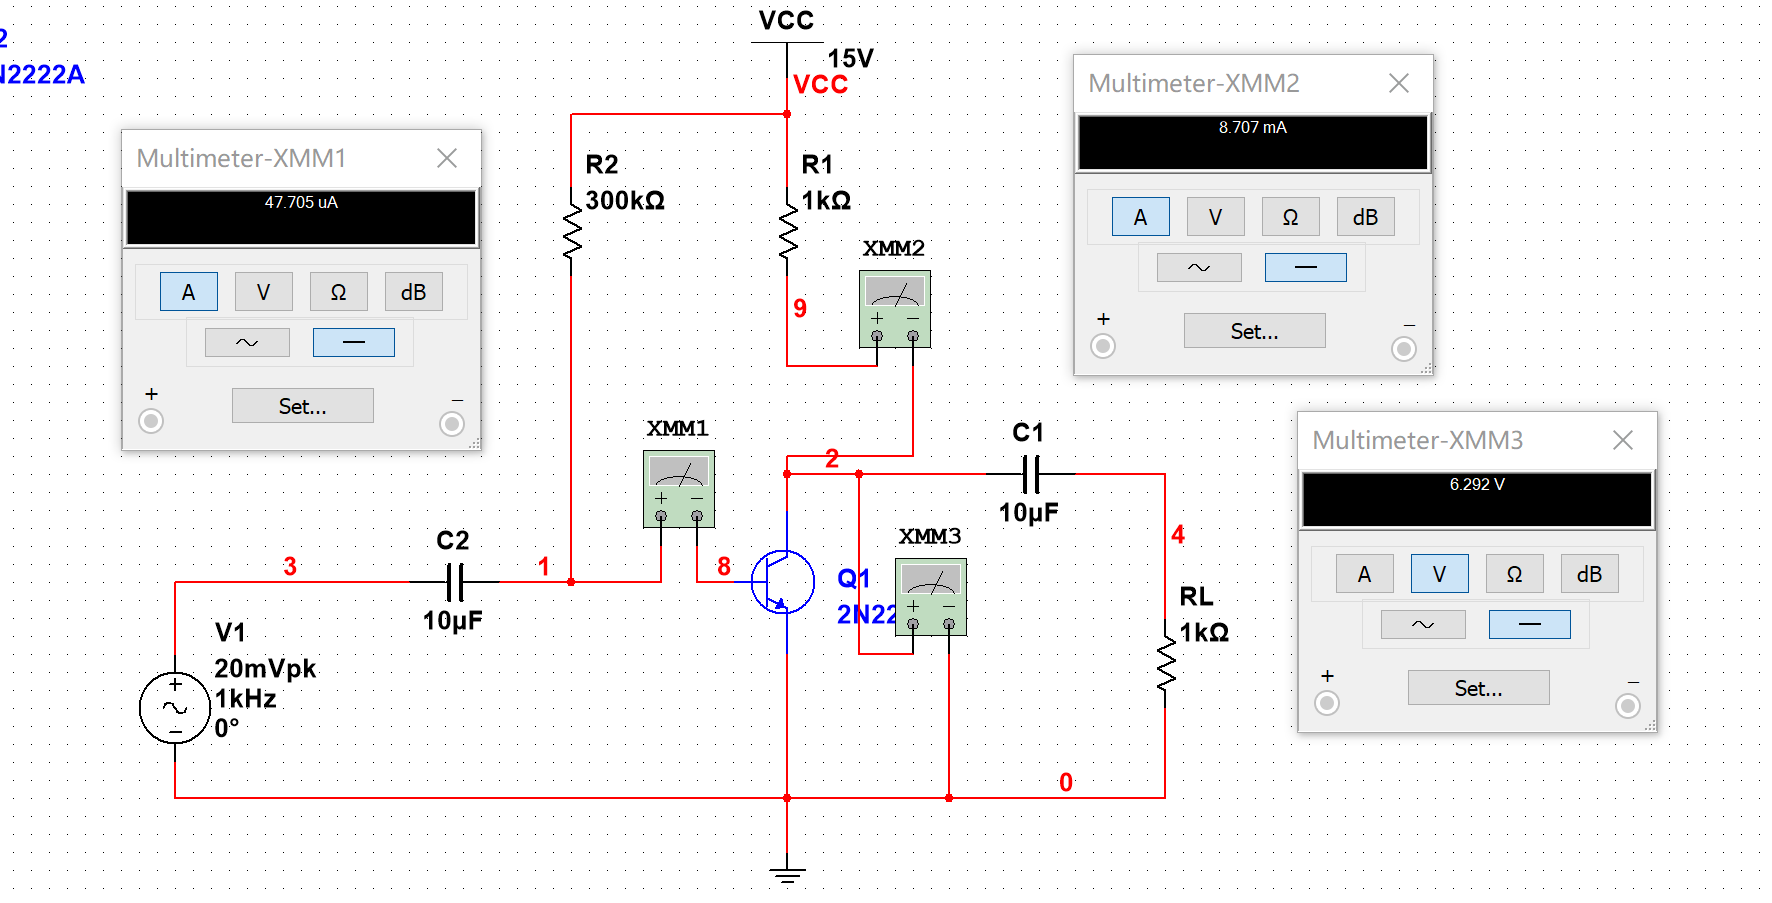 VCC
15V
VCC
2
N2222A
Multimeter-XMM1
47.705 uA
A V Ω dB
+ –
Set...
R2
300kΩ
R1
1kΩ
XMM2
+ –
9
Multimeter-XMM2
8.707 mA
A V Ω dB
+ –
Set...
XMM1
+ –
2
C1
10µF
Multimeter-XMM3
6.292 V
A V Ω dB
+ –
Set...
C2
10µF
3
1
8
Q1
2N22
XMM3
+ –
4
RL
1kΩ
V1
20mVpk
1kHz
0°
0